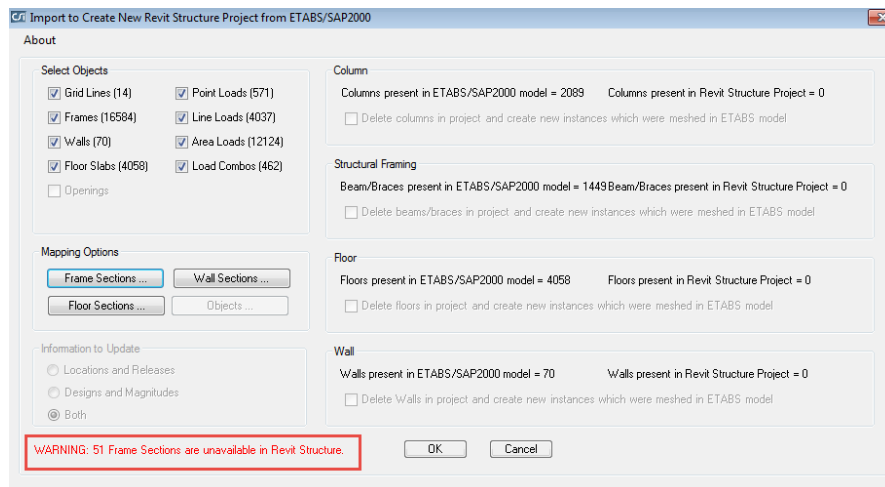 Import to Create New Revit Structure Project from ETABS/SAP2000
About
Select Objects
Grid Lines (14)
Point Loads (571)
Frames (16584)
Line Loads (4037)
Walls (70)
Area Loads (12124)
Floor Slabs (4058)
Load Combos (462)
Openings
Mapping Options
Frame Sections ...
Wall Sections ...
Floor Sections ...
Objects ...
Information to Update
Locations and Releases
Designs and Magnitudes
Both
WARNING: 51 Frame Sections are unavailable in Revit Structure.
Column
Columns present in ETABS/SAP2000 model = 2089
Columns present in Revit Structure Project = 0
Delete columns in project and create new instances which were meshed in ETABS model
Structural Framing
Beam/Braces present in ETABS/SAP2000 model = 1449
Beam/Braces present in Revit Structure Project = 0
Delete beams/braces in project and create new instances which were meshed in ETABS model
Floor
Floors present in ETABS/SAP2000 model = 4058
Floors present in Revit Structure Project = 0
Delete floors in project and create new instances which were meshed in ETABS model
Wall
Walls present in ETABS/SAP2000 model = 70
Walls present in Revit Structure Project = 0
Delete Walls in project and create new instances which were meshed in ETABS model
OK
Cancel